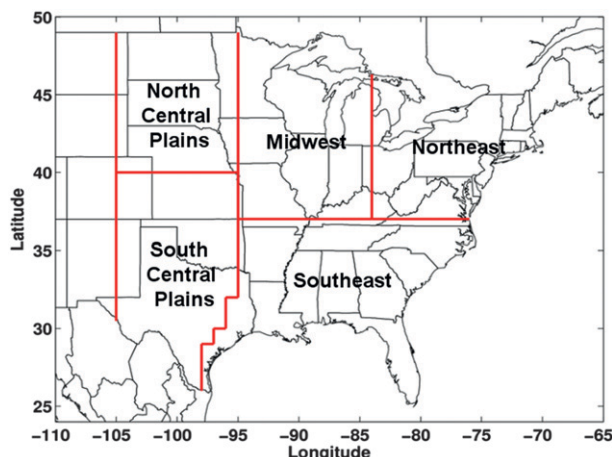 50
45
40
35
30
25
Latitude
North
Central
Plains
Midwest
Northeast
South
Central
Plains
Southeast
−110 −105 −100 −95 −90 −85 −80 −75 −70 −65
Longitude